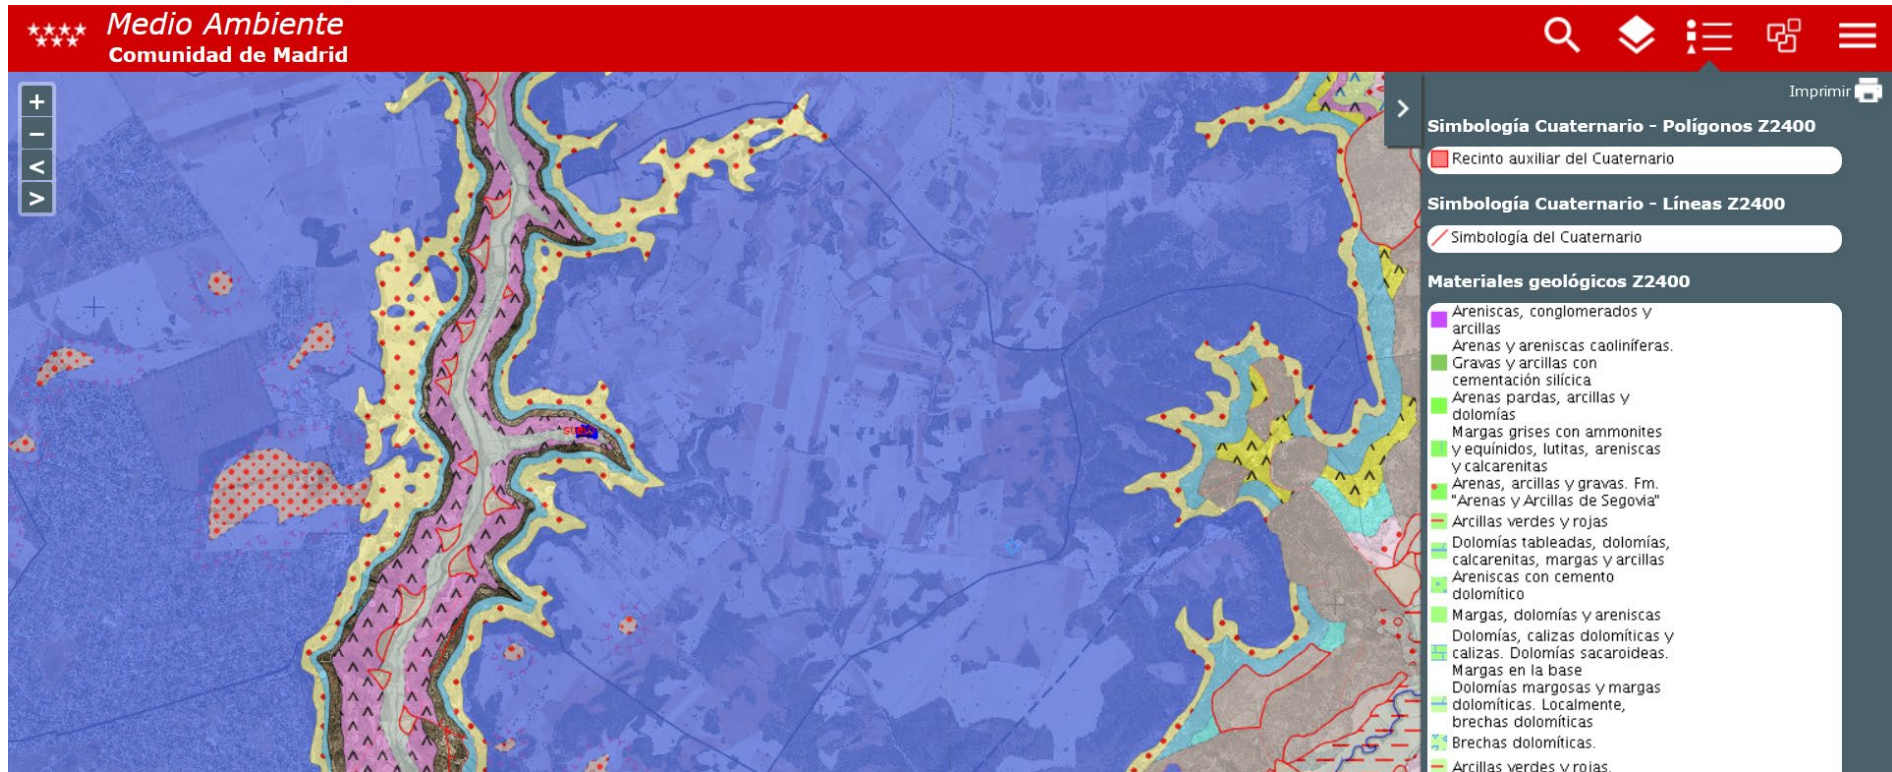 Medio Ambiente
Comunidad de Madrid
Imprimir
Simbología Cuaternario - Polígonos Z2400
Recinto auxiliar del Cuaternario
Simbología Cuaternario - Líneas Z2400
Simbología del Cuaternario
Materiales geológicos Z2400
Areniscas, conglomerados y
arcillas
Arenas y areniscas caoliníferas.
Gravas y arcillas con
cementación silícica
Arenas pardas, arcillas y
dolomías
Margas grises con ammonites
y equínidos, lutitas, areniscas
y calcarenitas
Arenas, arcillas y gravas. Fm.
"Arenas y Arcillas de Segovia"
Arcillas verdes y rojas
Dolomías tableadas, dolomías,
calcarenitas, margas y arcillas
Areniscas con cemento
dolomítico
Margas, dolomías y areniscas
Dolomías, calizas dolomíticas y
calizas. Dolomías sacaroideas.
Margas en la base
Dolomías margosas y margas
dolomíticas. Localmente,
brechas dolomíticas
Brechas dolomíticas.
Arcillas verdes y rojas.